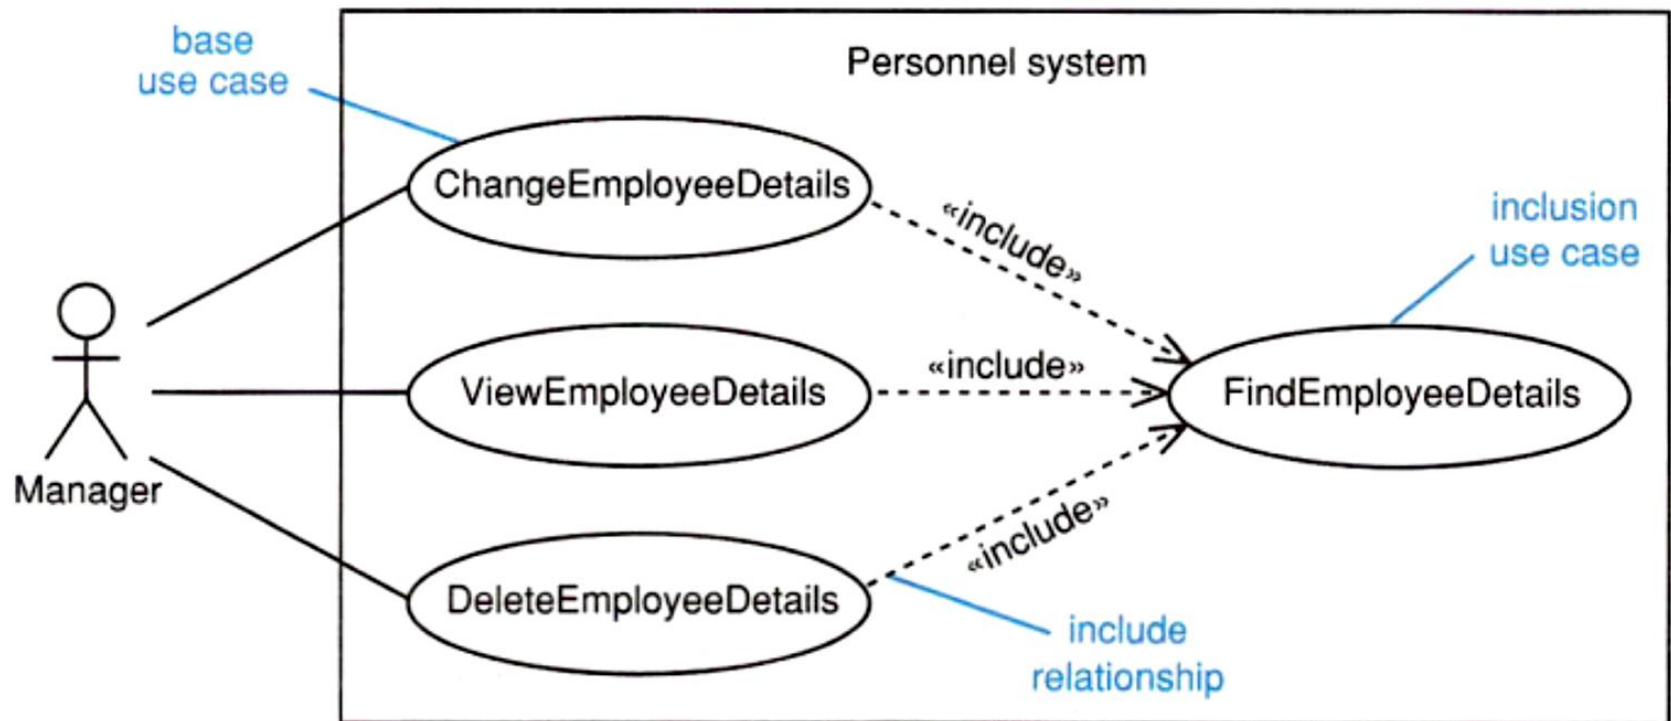 base
use case
Personnel system
ChangeEmployeeDetails
«include»
inclusion
use case
«include»
ViewEmployeeDetails
FindEmployeeDetails
Manager
«include»
DeleteEmployeeDetails
include
relationship